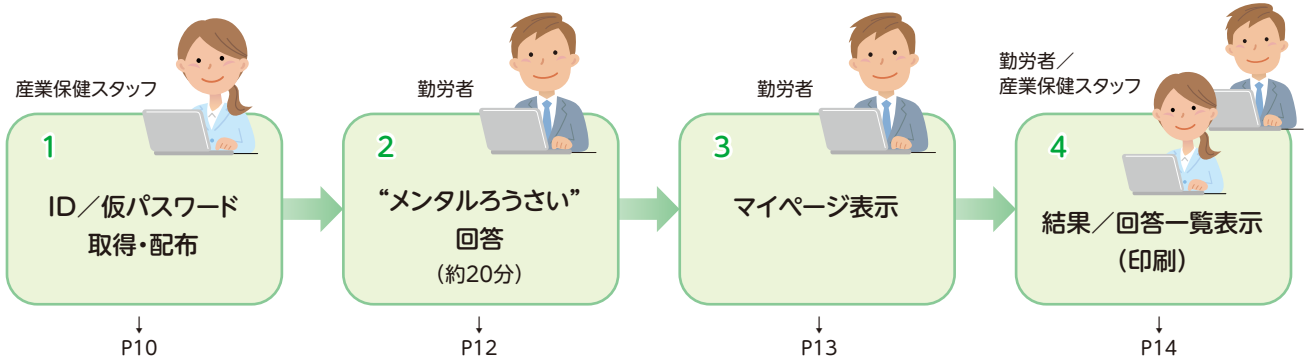 産業保健スタッフ
1
ID／仮パスワード
取得・配布
↓
P10
勤労者
2
“メンタルろうさい”
回答
（約20分）
↓
P12
勤労者
3
マイページ表示
↓
P13
勤労者／
産業保健スタッフ
4
結果／回答一覧表示
（印刷）
↓
P14